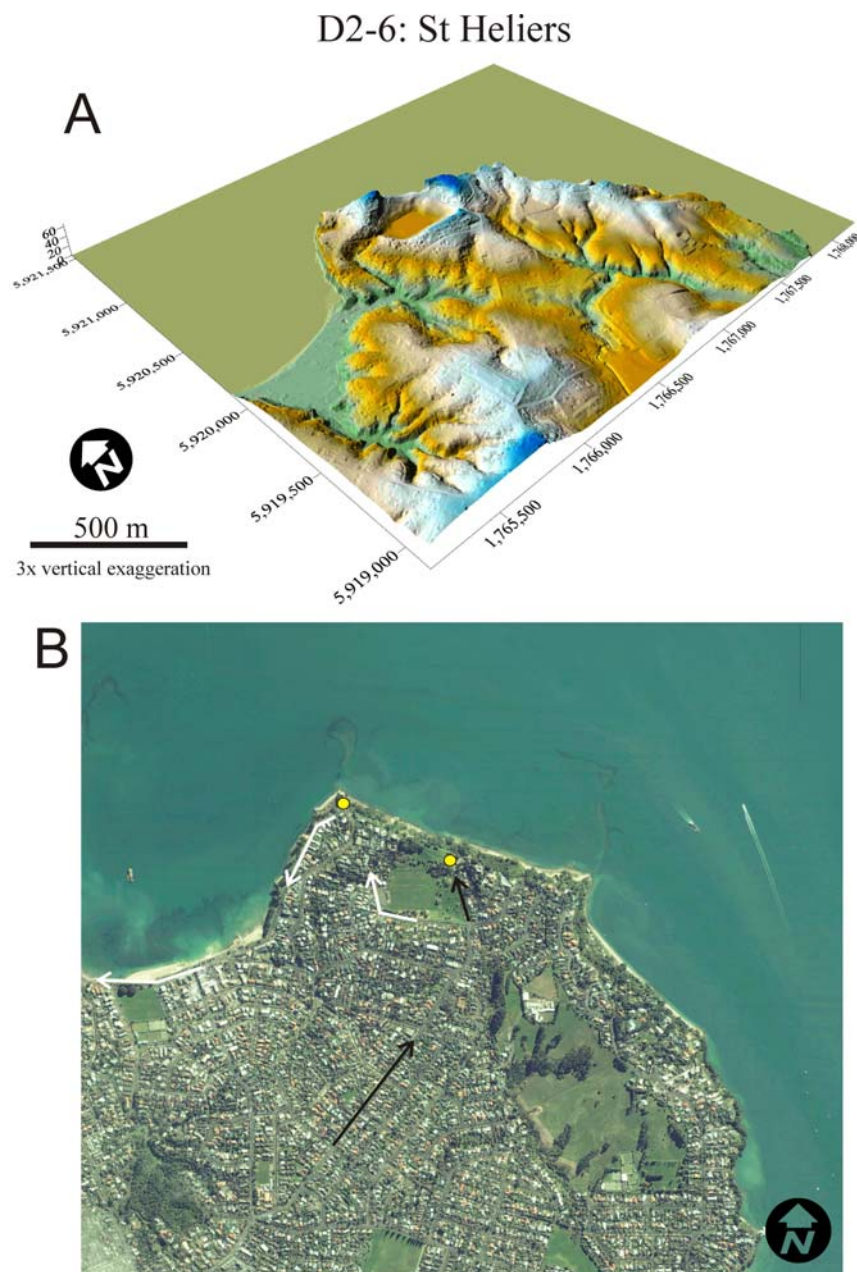 D2-6: St Heliers
A
60
40
20
0
5,921,500
5,921,000
5,920,500
5,920,000
5,919,500
5,919,000
1,765,500
1,766,000
1,766,500
1,767,000
1,767,500
1,768,000
N
500 m
3x vertical exaggeration
B
N